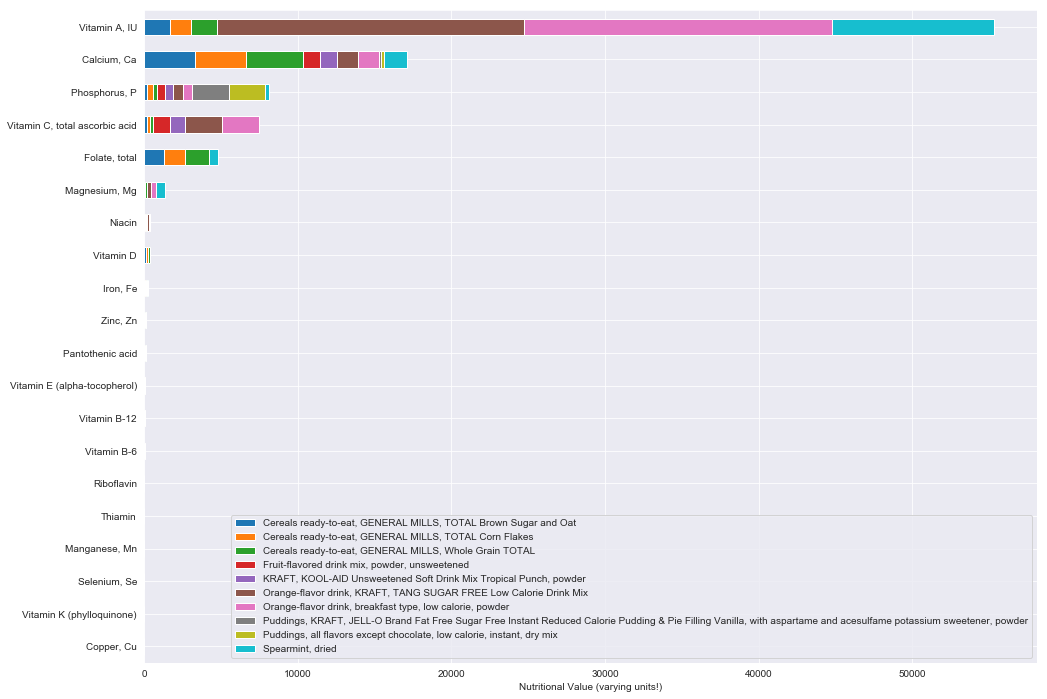 Vitamin A, IU
Calcium, Ca
Phosphorus, P
Vitamin C, total ascorbic acid
Folate, total
Magnesium, Mg
Niacin
Vitamin D
Iron, Fe
Zinc, Zn
Pantothenic acid
Vitamin E (alpha-tocopherol)
Vitamin B-12
Vitamin B-6
Riboflavin
Thiamin
Manganese, Mn
Selenium, Se
Vitamin K (phylloquinone)
Copper, Cu
Cereals ready-to-eat, GENERAL MILLS, TOTAL Brown Sugar and Oat
Cereals ready-to-eat, GENERAL MILLS, TOTAL Corn Flakes
Cereals ready-to-eat, GENERAL MILLS, Whole Grain TOTAL
Fruit-flavored drink mix, powder, unsweetened
KRAFT, KOOL-AID Unsweetened Soft Drink Mix Tropical Punch, powder
Orange-flavor drink, KRAFT, TANG SUGAR FREE Low Calorie Drink Mix
Orange-flavor drink, breakfast type, low calorie, powder
Puddings, KRAFT, JELL-O Brand Fat Free Sugar Free Instant Reduced Calorie Pudding & Pie Filling Vanilla, with aspartame and acesulfame potassium sweetener, powder
Puddings, all flavors except chocolate, low calorie, instant, dry mix
Spearmint, dried
0 10000 20000 30000 40000 50000
Nutritional Value (varying units!)